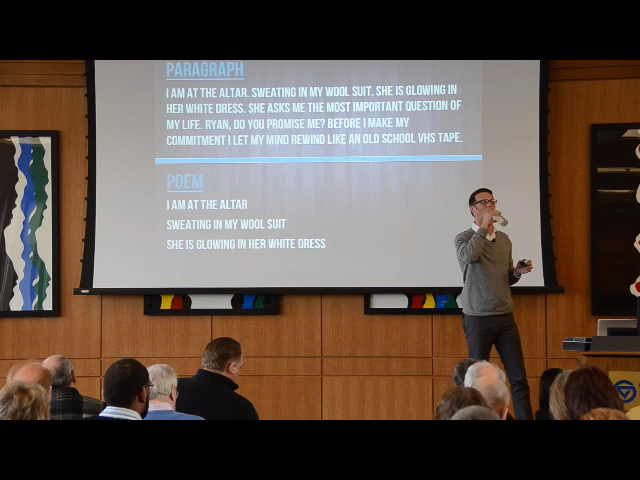 PARAGRAPH
I AM AT THE ALTAR. SWEATING IN MY WOOL SUIT. SHE IS GLOWING IN
HER WHITE DRESS. SHE ASKS ME THE MOST IMPORTANT QUESTION OF
MY LIFE. RYAN, DO YOU PROMISE ME? BEFORE I MAKE MY
COMMITMENT I LET MY MIND REWIND LIKE AN OLD SCHOOL VHS TAPE.
POEM
I AM AT THE ALTAR
SWEATING IN MY WOOL SUIT
SHE IS GLOWING IN HER WHITE DRESS